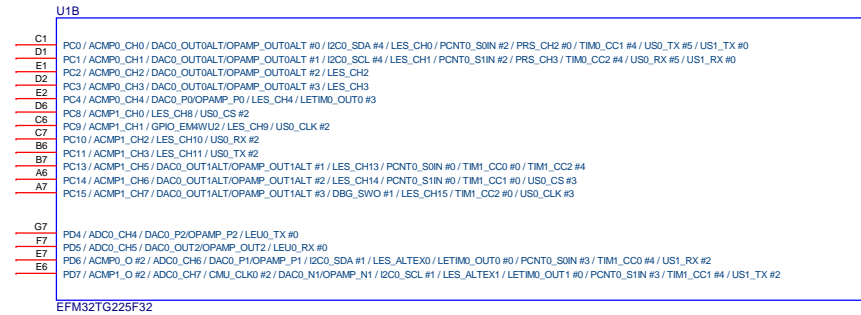 U1B
C1 PC0 / ACMP0_CH0 / DAC0_OUT0ALT/OPAMP_OUT0ALT #0 / I2C0_SDA #4 / LES_CH0 / PCNT0_S0IN #2 / PRS_CH2 #0 / TIM0_CC1 #4 / US0_TX #5 / US1_TX #0
D1 PC1 / ACMP0_CH1 / DAC0_OUT0ALT/OPAMP_OUT0ALT #1 / I2C0_SCL #4 / LES_CH1 / PCNT0_S1IN #2 / PRS_CH3 / TIM0_CC2 #4 / US0_RX #5 / US1_RX #0
E1 PC2 / ACMP0_CH2 / DAC0_OUT0ALT/OPAMP_OUT0ALT #2 / LES_CH2
D2 PC3 / ACMP0_CH3 / DAC0_OUT0ALT/OPAMP_OUT0ALT #3 / LES_CH3
E2 PC4 / ACMP0_CH4 / DAC0_P0/OPAMP_P0 / LES_CH4 / LETIM0_OUT0 #3
D6 PC8 / ACMP1_CH0 / LES_CH8 / US0_CS #2
C6 PC9 / ACMP1_CH1 / GPIO_EM4WU2 / LES_CH9 / US0_CLK #2
C7 PC10 / ACMP1_CH2 / LES_CH10 / US0_RX #2
B6 PC11 / ACMP1_CH3 / LES_CH11 / US0_TX #2
B7 PC13 / ACMP1_CH5 / DAC0_OUT1ALT/OPAMP_OUT1ALT #1 / LES_CH13 / PCNT0_S0IN #0 / TIM1_CC0 #0 / TIM1_CC2 #4
A6 PC14 / ACMP1_CH6 / DAC0_OUT1ALT/OPAMP_OUT1ALT #2 / LES_CH14 / PCNT0_S1IN #0 / TIM1_CC1 #0 / US0_CS #3
A7 PC15 / ACMP1_CH7 / DAC0_OUT1ALT/OPAMP_OUT1ALT #3 / DBG_SWO #1 / LES_CH15 / TIM1_CC2 #0 / US0_CLK #3
G7 PD4 / ADC0_CH4 / DAC0_P2/OPAMP_P2 / LEU0_TX #0
F7 PD5 / ADC0_CH5 / DAC0_OUT2/OPAMP_OUT2 / LEU0_RX #0
E7 PD6 / ACMP0_O #2 / ADC0_CH6 / DAC0_P1/OPAMP_P1 / I2C0_SDA #1 / LES_ALTEX0 / LETIM0_OUT0 #0 / PCNT0_S0IN #3 / TIM1_CC0 #4 / US1_RX #2
E6 PD7 / ACMP1_O #2 / ADC0_CH7 / CMU_CLK0 #2 / DAC0_N1/OPAMP_N1 / I2C0_SCL #1 / LES_ALTEX1 / LETIM0_OUT1 #0 / PCNT0_S1IN #3 / TIM1_CC1 #4 / US1_TX #2
EFM32TG225F32